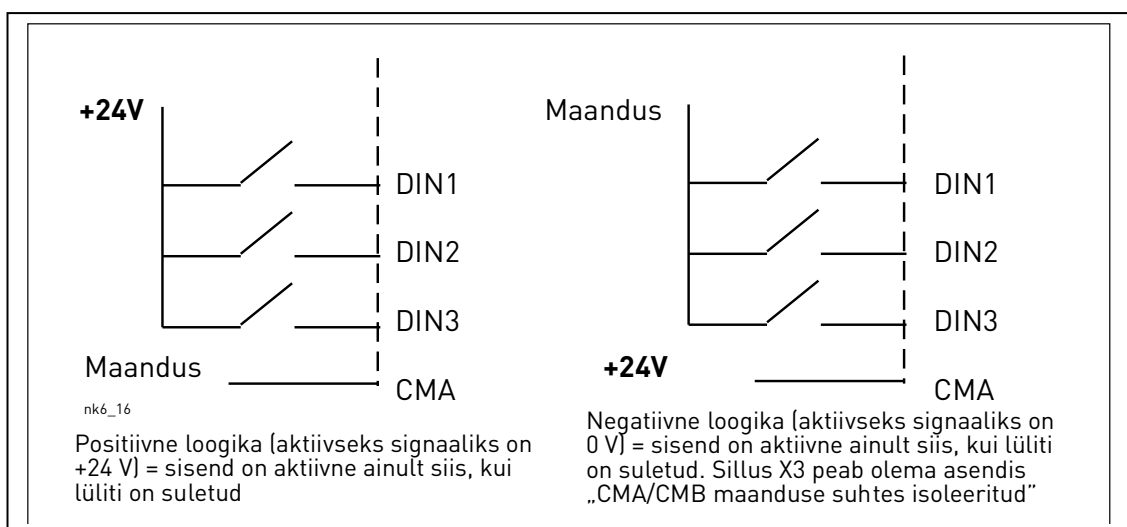 +24V
DIN1
DIN2
DIN3
Maandus
CMA
nk6_16
Positiivne loogika (aktiivseks signaaliks on
+24 V) = sisend on aktiivne ainult siis, kui
lüliti on suletud
Maandus
DIN1
DIN2
DIN3
+24V
CMA
Negatiivne loogika (aktiivseks signaaliks on
0 V) = sisend on aktiivne ainult siis, kui lüliti
on suletud. Sillus X3 peab olema asendis
„CMA/CMB maanduse suhtes isoleeritud”